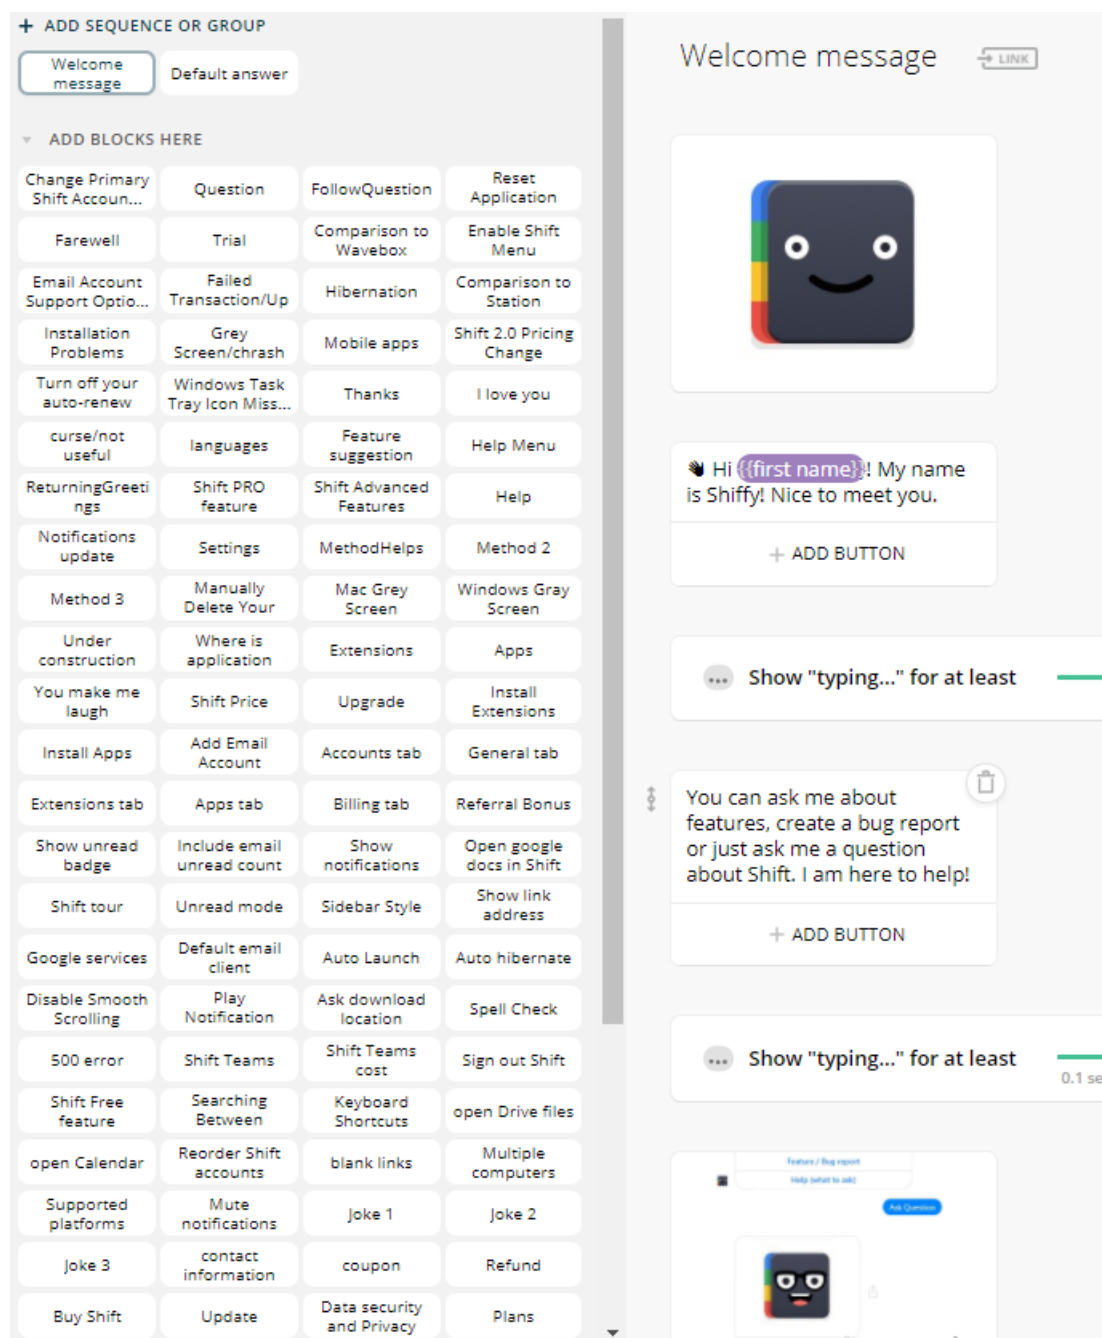 + ADD SEQUENCE OR GROUP
Welcome
message
Default answer
ADD BLOCKS HERE
Change Primary
Shift Accoun...
Question
FollowQuestion
Reset
Application
Farewell
Trial
Comparison to
Wavebox
Enable Shift
Menu
Email Account
Support Optio...
Failed
Transaction/Up
Hibernation
Comparison to
Station
Installation
Problems
Grey
Screen/chrash
Mobile apps
Shift 2.0 Pricing
Change
Turn off your
auto-renew
Windows Task
Tray Icon Miss...
Thanks
I love you
curse/not
useful
languages
Feature
suggestion
Help Menu
ReturningGreeti
ngs
Shift PRO
feature
Shift Advanced
Features
Help
Notifications
update
Settings
MethodHelps
Method 2
Method 3
Manually
Delete Your
Mac Grey
Screen
Windows Gray
Screen
Under
construction
Where is
application
Extensions
Apps
You make me
laugh
Shift Price
Upgrade
Install
Extensions
Install Apps
Add Email
Account
Accounts tab
General tab
Extensions tab
Apps tab
Billing tab
Referral Bonus
Show unread
badge
Include email
unread count
Show
notifications
Open google
docs in Shift
Shift tour
Unread mode
Sidebar Style
Show link
address
Google services
Default email
client
Auto Launch
Auto hibernate
Disable Smooth
Scrolling
Play
Notification
Ask download
location
Spell Check
500 error
Shift Teams
Shift Teams
cost
Sign out Shift
Shift Free
feature
Searching
Between
Keyboard
Shortcuts
open Drive files
open Calendar
Reorder Shift
accounts
blank links
Multiple
computers
Supported
platforms
Mute
notifications
Joke 1
Joke 2
Joke 3
contact
information
coupon
Refund
Buy Shift
Update
Data security
and Privacy
Plans
Welcome message
LINK
👋 Hi {{first name}}! My name
is Shiffy! Nice to meet you.
+ ADD BUTTON
Show "typing..." for at least
You can ask me about
features, create a bug report
or just ask me a question
about Shift. I am here to help!
+ ADD BUTTON
Show "typing..." for at least
0.1 se
Feature / Bug report
Help (what to ask)
Ask Question